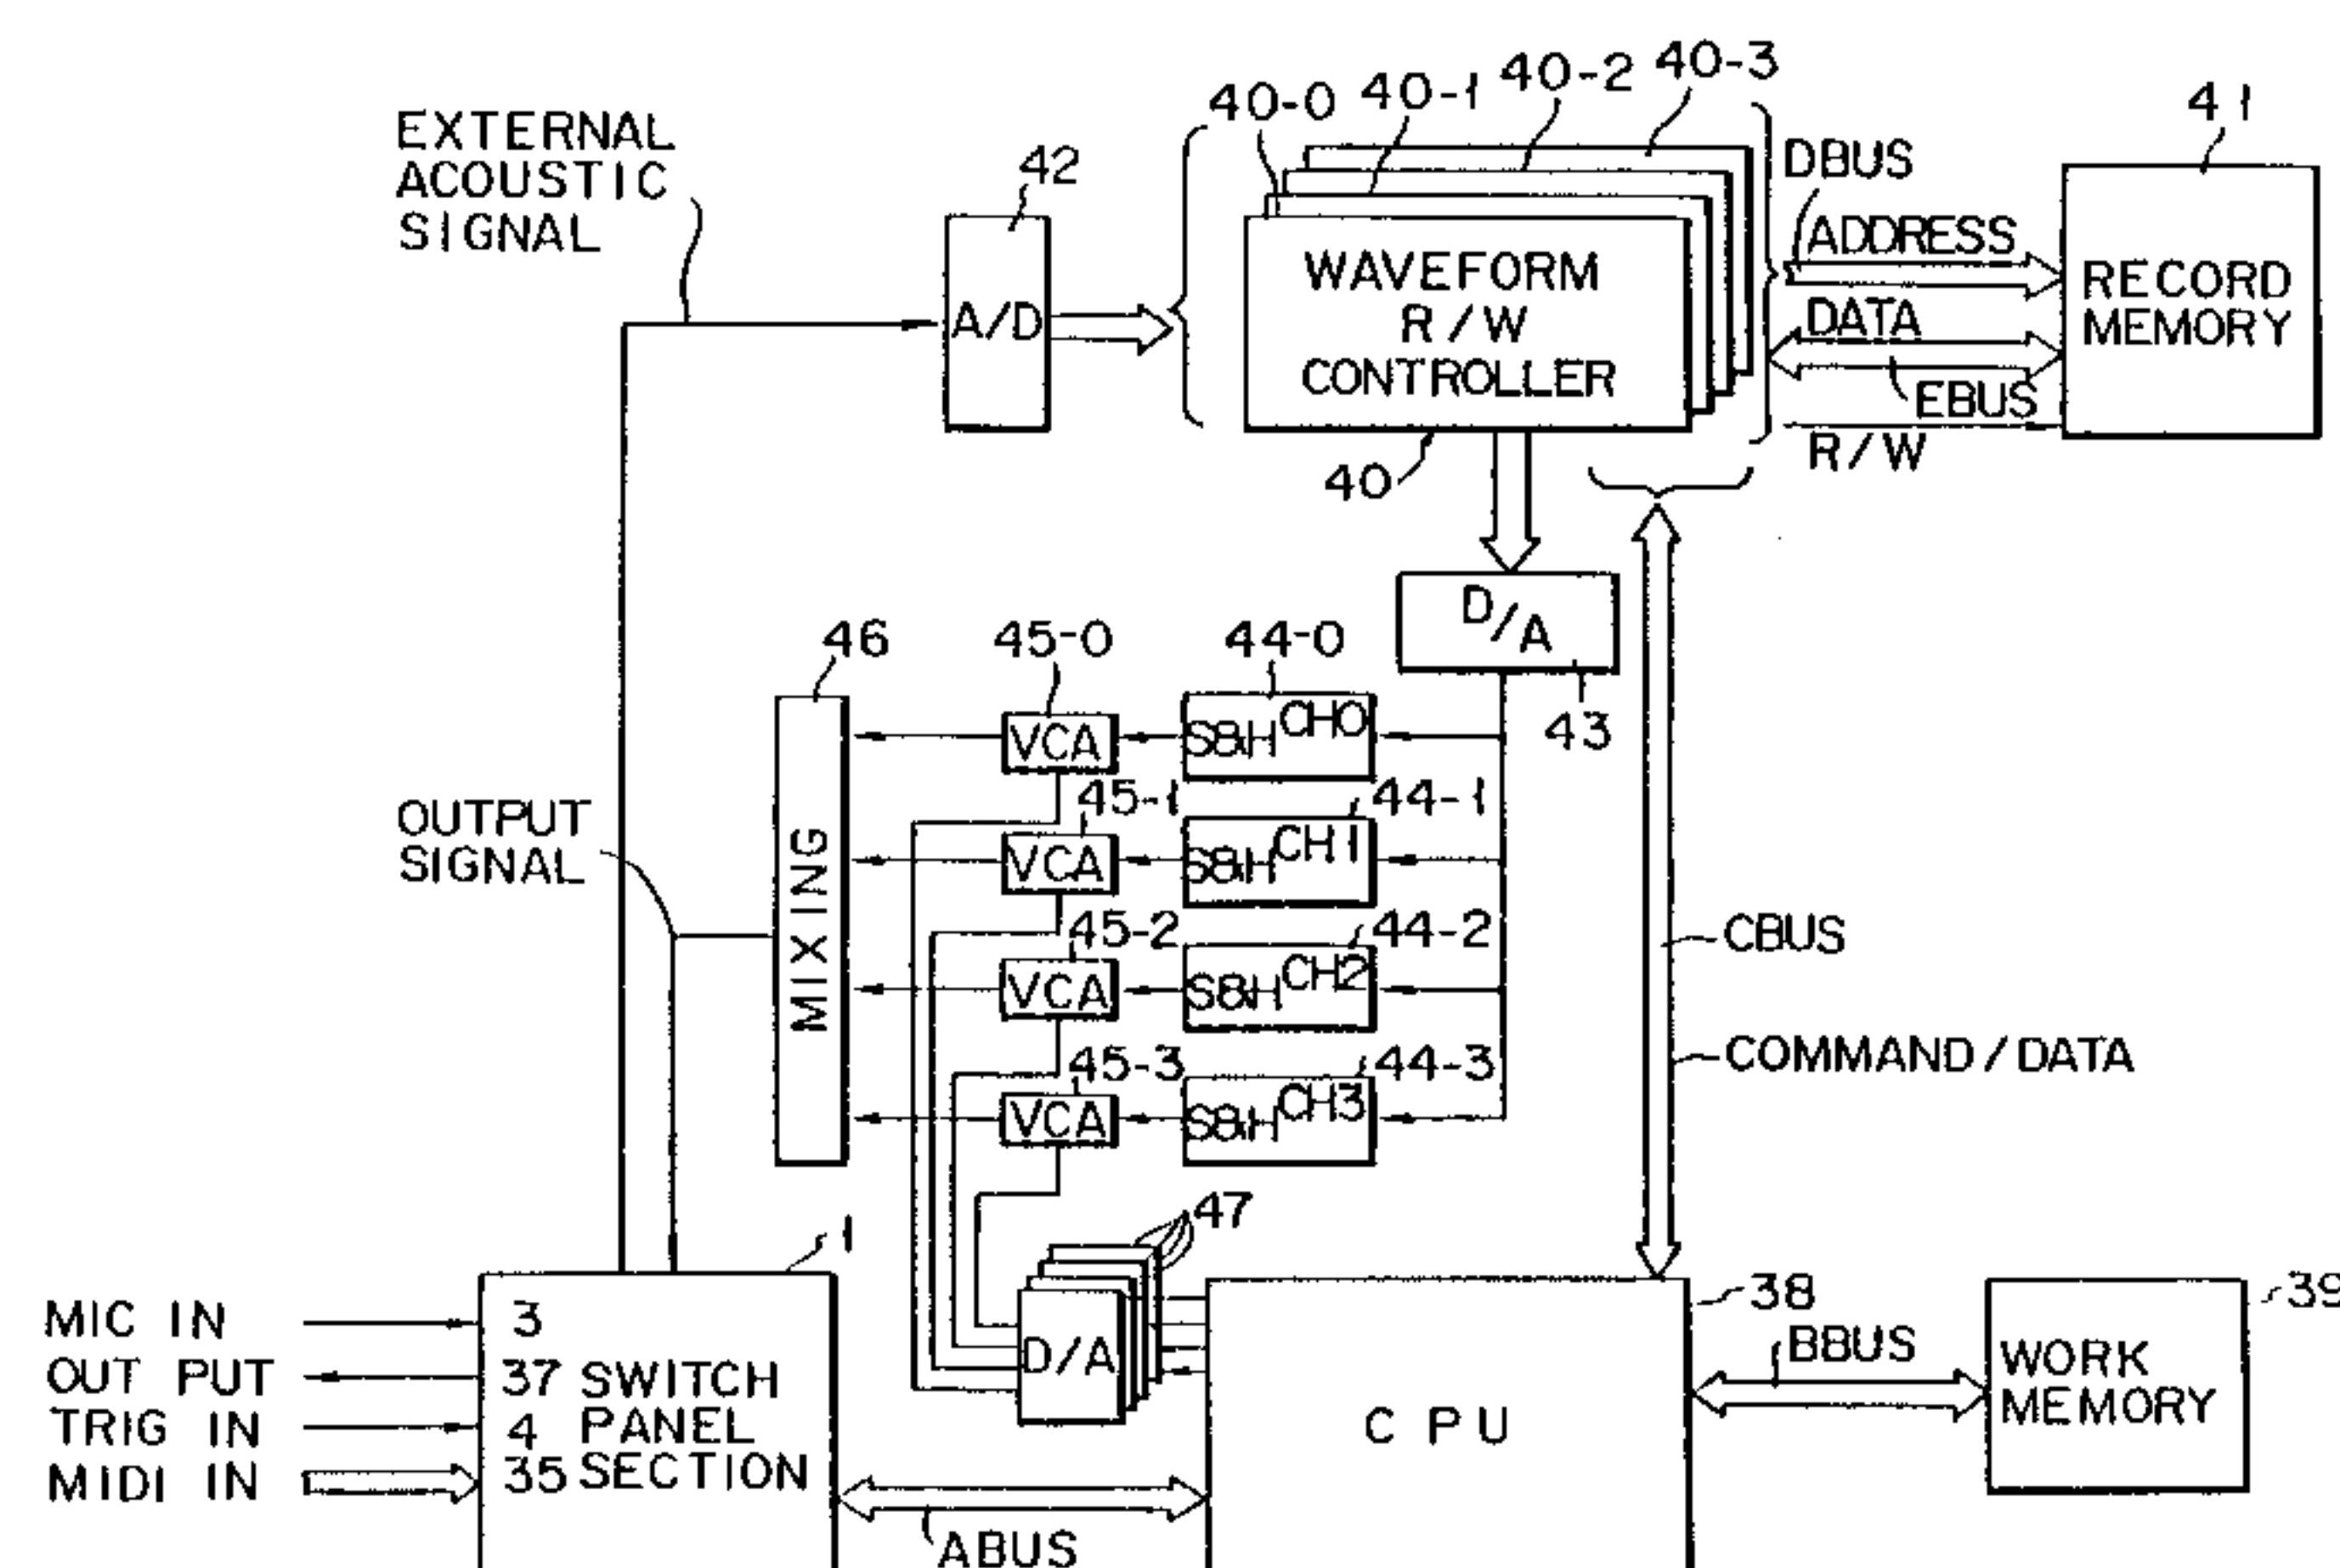 40-0 40-1 40-2 40-3
41
EXTERNAL
ACOUSTIC
SIGNAL
42
A/D
WAVEFORM
R/W
CONTROLLER
40
DBUS
ADDRESS
DATA
EBUS
R/W
RECORD
MEMORY
D/A
43
46
45-0
44-0
VCA
S&H CH0
45-1
44-1
VCA
S&H CH1
OUTPUT
SIGNAL
MIXING
45-2
44-2
VCA
S&H CH2
CBUS
45-3
44-3
VCA
S&H CH3
COMMAND/DATA
47
1
D/A
CPU
38
BBUS
39
WORK
MEMORY
MIC IN
OUT PUT
TRIG IN
MIDI IN
3
37 SWITCH
4 PANEL
35 SECTION
ABUS